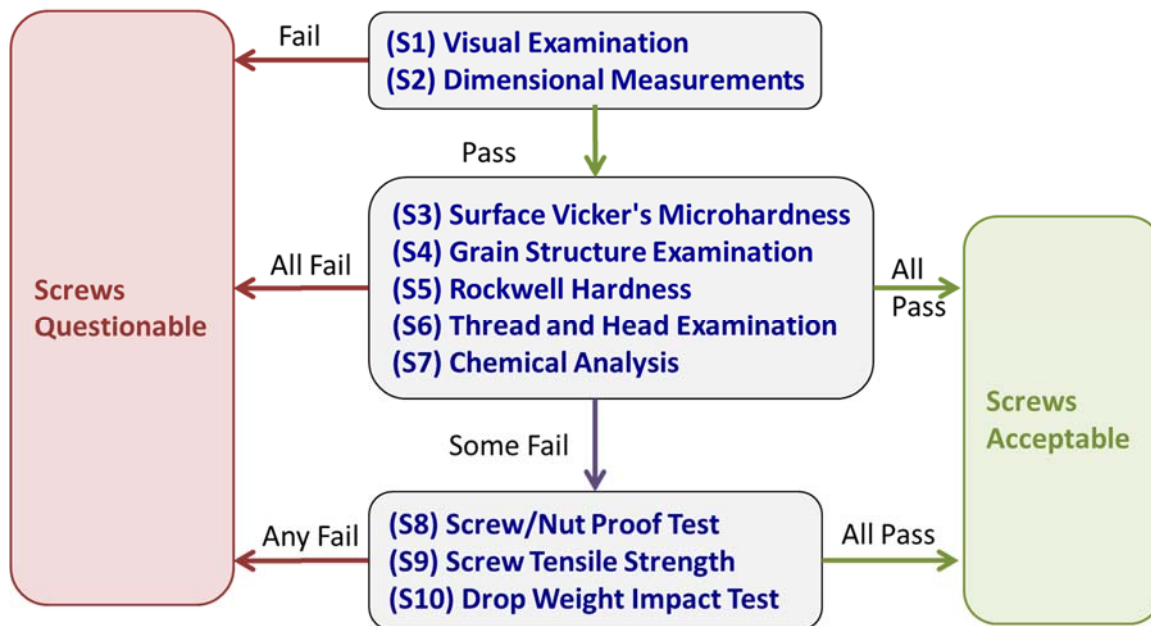 Fail
(S1) Visual Examination
(S2) Dimensional Measurements
Pass
(S3) Surface Vicker's Microhardness
(S4) Grain Structure Examination
(S5) Rockwell Hardness
(S6) Thread and Head Examination
(S7) Chemical Analysis
All Fail
All
Pass
Screws
Questionable
Screws
Acceptable
Some Fail
(S8) Screw/Nut Proof Test
(S9) Screw Tensile Strength
(S10) Drop Weight Impact Test
Any Fail
All Pass